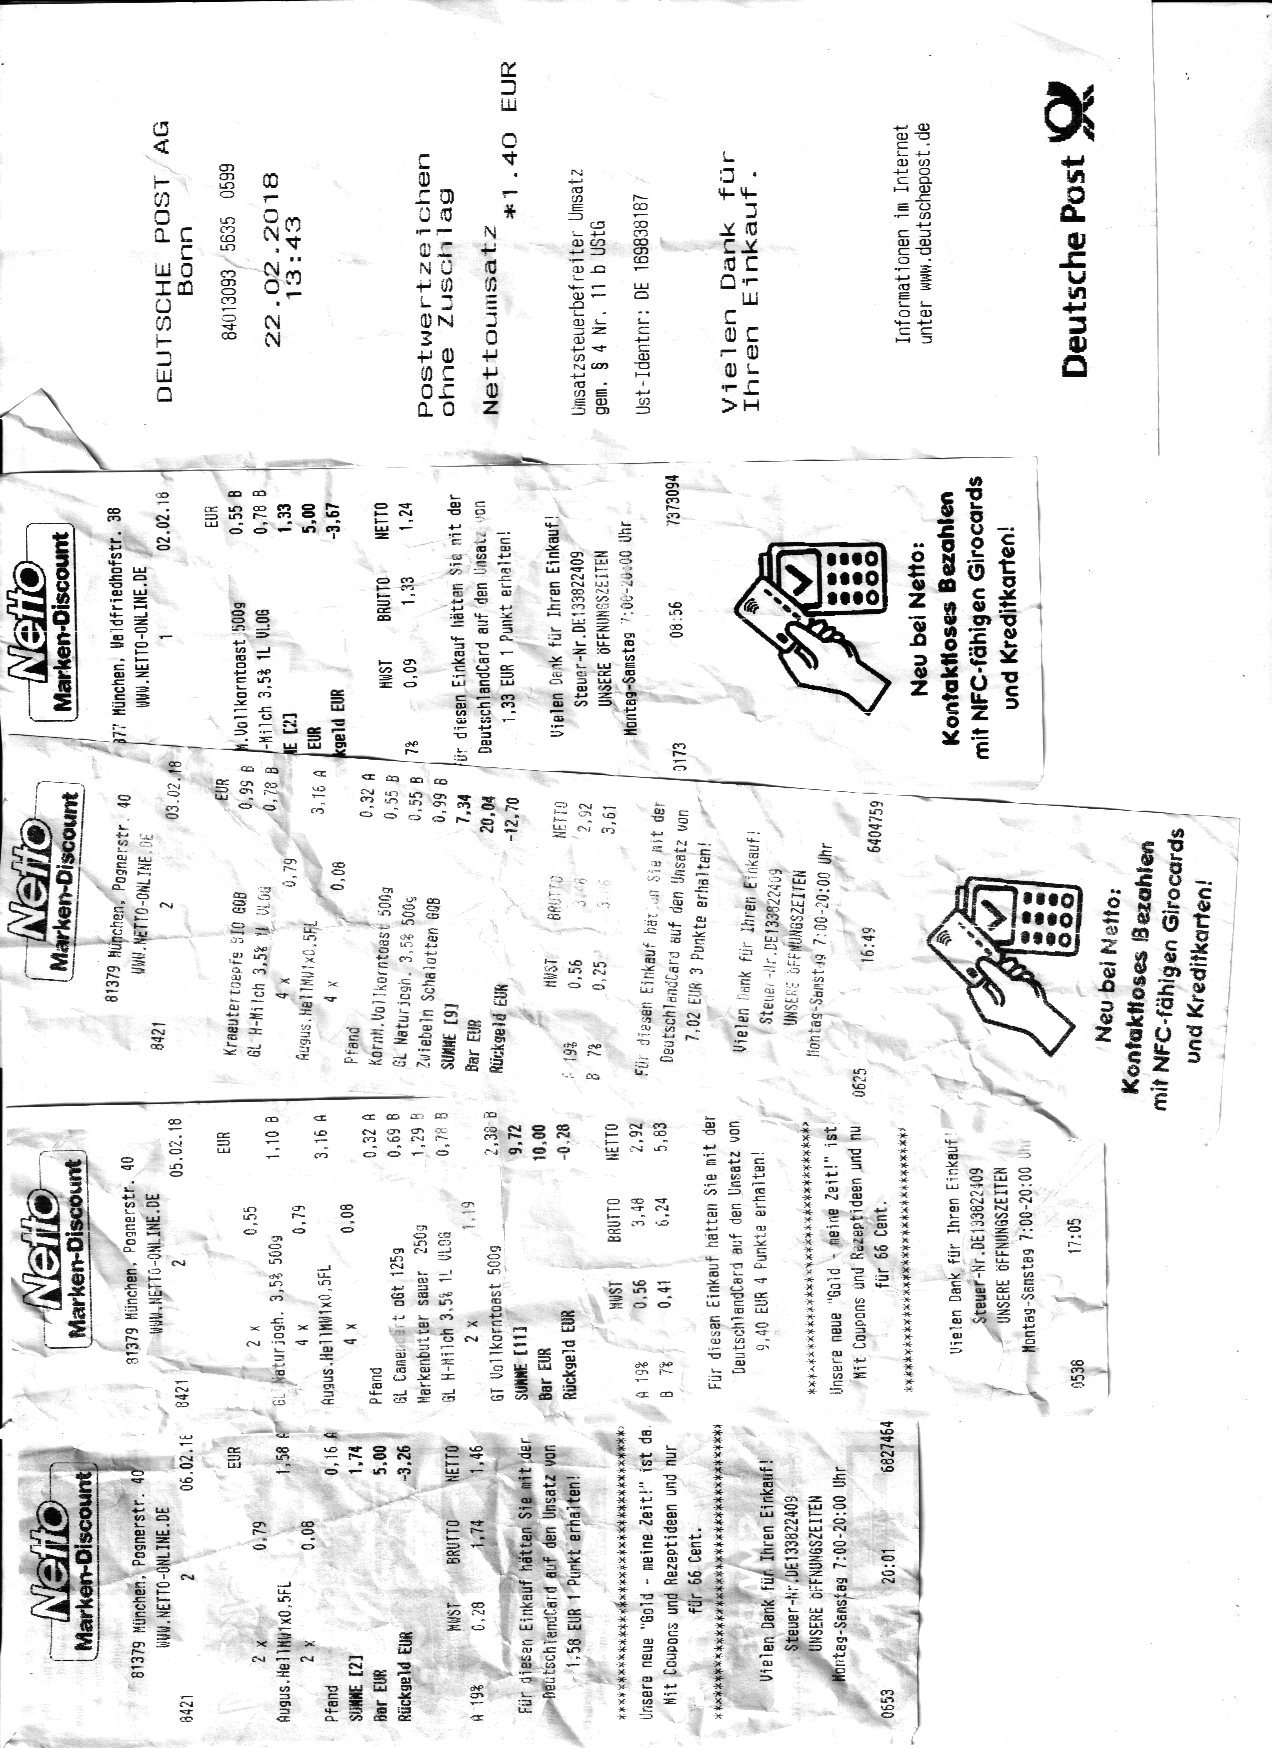 DEUTSCHE POST AG
Bonn
84013093 5635 0599
22.02.2018
13:43
Postwertzeichen
ohne Zuschlag
Nettoumsatz *1.40 EUR
Umsatzsteuerbefreiter Umsatz
gem. § 4 Nr. 11 b UStG
Ust-Identnr: DE 169838187
Vielen Dank für
Ihren Einkauf.
Informationen im Internet
unter www.deutschepost.de
Deutsche Post
Netto
Marken-Discount
377 München, Waldfriedhofstr. 38
WWW.NETTO-ONLINE.DE
1 02.02.18
EUR
M.Vollkorntoast 500g 0,55 B
-Milch 3,5% 1L VLOG 0,78 B
ME [2] 1,33
EUR 5,00
kgeld EUR -3,67
MWST BRUTTO NETTO
7% 0,09 1,33 1,24
ür diesen Einkauf hätten Sie mit der
DeutschlandCard auf den Umsatz von
1,33 EUR 1 Punkt erhalten!
Vielen Dank für Ihren Einkauf!
Steuer-Nr.DE133822409
UNSERE ÖFFNUNGSZEITEN
Montag-Samstag 7:00-20:00 Uhr
0173 08:56 7373094
Neu bei Netto:
Kontaktloses Bezahlen
mit NFC-fähigen Girocards
und Kreditkarten!
Netto
Marken-Discount
81379 München, Pognerstr. 40
WWW.NETTO-ONLINE.DE
8421 2 03.02.18
EUR
Kraeutertoepfe BIO GQB 0,99 B
GL H-Milch 3,5% 1L VLOG 0,78 B
4 x 0,79
Augus.HellMW1x0,5FL 3,16 A
4 x 0,08
Pfand 0,32 A
KornM.Vollkorntoast 500g 0,55 B
GL Naturjogh. 3,5% 500g 0,55 B
Zwiebeln Schalotten GQB 0,99 B
SUMME [9] 7,34
Bar EUR 20,04
Rückgeld EUR -12,70
MWST BRUTTO NETTO
A 19% 0,56 3,48 2,92
B 7% 0,25 3,61
Für diesen Einkauf hätten Sie mit der
DeutschlandCard auf den Umsatz von
7,02 EUR 3 Punkte erhalten!
Vielen Dank für Ihren Einkauf!
Steuer-Nr.DE133822409
UNSERE ÖFFNUNGSZEITEN
Montag-Samstag 7:00-20:00 Uhr
0625 16:49 6404759
Neu bei Netto:
Kontaktloses Bezahlen
mit NFC-fähigen Girocards
und Kreditkarten!
Netto
Marken-Discount
81379 München, Pognerstr. 40
WWW.NETTO-ONLINE.DE
8421 2 05.02.18
EUR
2 x 0,55
GL Naturjogh. 3,5% 500g 1,10 B
4 x 0,79
Augus.HellMW1x0,5FL 3,16 A
4 x 0,08
Pfand 0,32 A
GL Camembert oGt 125g 0,69 B
Markenbutter sauer 250g 1,29 B
GL H-Milch 3,5% 1L VLOG 0,78 B
2 x 1,19
GT Vollkorntoast 500g 2,38 B
SUMME [11] 9,72
Bar EUR 10,00
Rückgeld EUR -0,28
MWST BRUTTO NETTO
A 19% 0,56 3,48 2,92
B 7% 0,41 6,24 5,83
Für diesen Einkauf hätten Sie mit der
DeutschlandCard auf den Umsatz von
9,40 EUR 4 Punkte erhalten!
**************************************
Unsere neue "Gold - meine Zeit!" ist
Mit Coupons und Rezeptideen und nu
für 66 Cent.
**************************************
Vielen Dank für Ihren Einkauf!
Steuer-Nr.DE133822409
UNSERE ÖFFNUNGSZEITEN
Montag-Samstag 7:00-20:00 Uhr
0538 17:05
Netto
Marken-Discount
81379 München, Pognerstr. 40
WWW.NETTO-ONLINE.DE
8421 2 06.02.18
EUR
2 x 0,79
Augus.HellMW1x0,5FL 1,58 A
2 x 0,08
Pfand 0,16 A
SUMME [2] 1,74
Bar EUR 5,00
Rückgeld EUR -3,26
MWST BRUTTO NETTO
A 19% 0,28 1,74 1,46
Für diesen Einkauf hätten Sie mit der
DeutschlandCard auf den Umsatz von
1,58 EUR 1 Punkt erhalten!
**************************************
Unsere neue "Gold - meine Zeit!" ist da.
Mit Coupons und Rezeptideen und nur
für 66 Cent.
**************************************
Vielen Dank für Ihren Einkauf!
Steuer-Nr.DE133822409
UNSERE ÖFFNUNGSZEITEN
Montag-Samstag 7:00-20:00 Uhr
0653 20:01 6827464